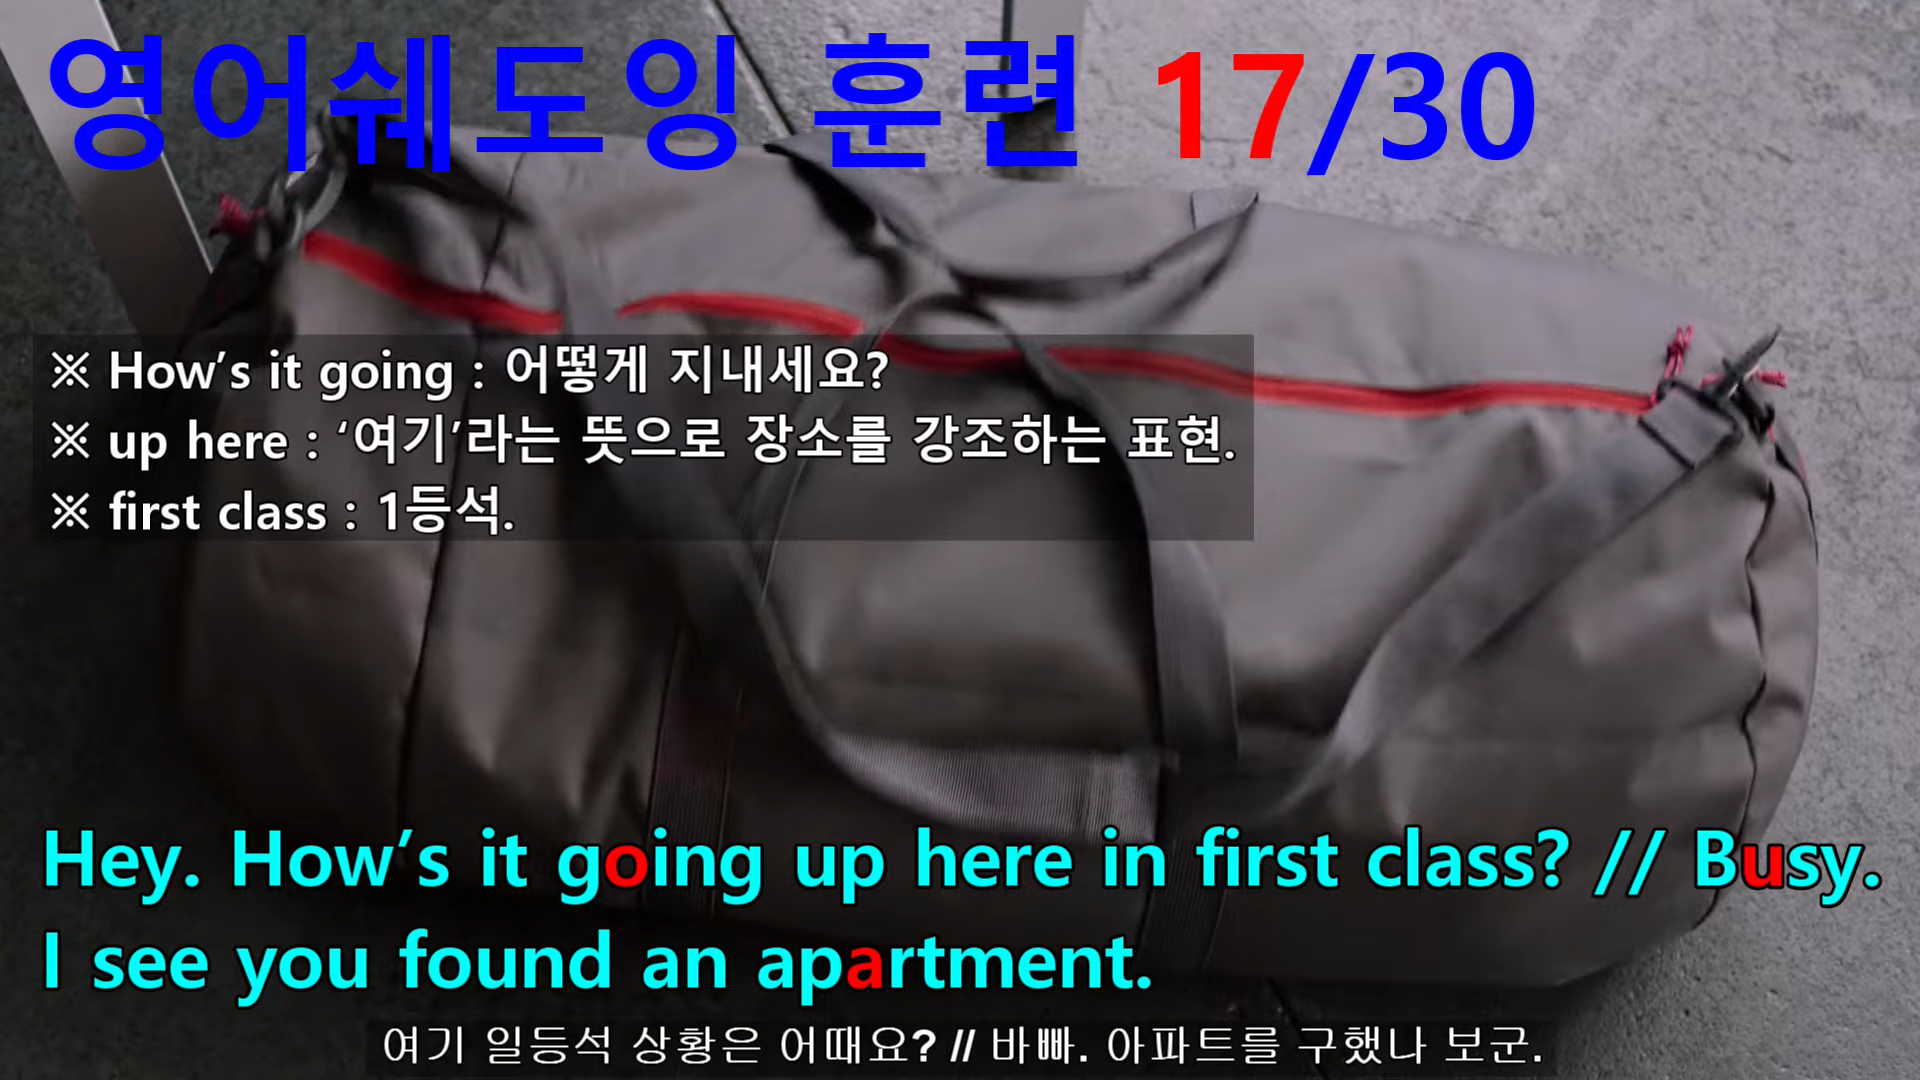 영어쉐도잉 훈련 17/30
※ How’s it going : 어떻게 지내세요?
※ up here : ‘여기’라는 뜻으로 장소를 강조하는 표현.
※ first class : 1등석.
Hey. How’s it going up here in first class? // Busy.
I see you found an apartment.
여기 일등석 상황은 어때요? // 바빠. 아파트를 구했나 보군.